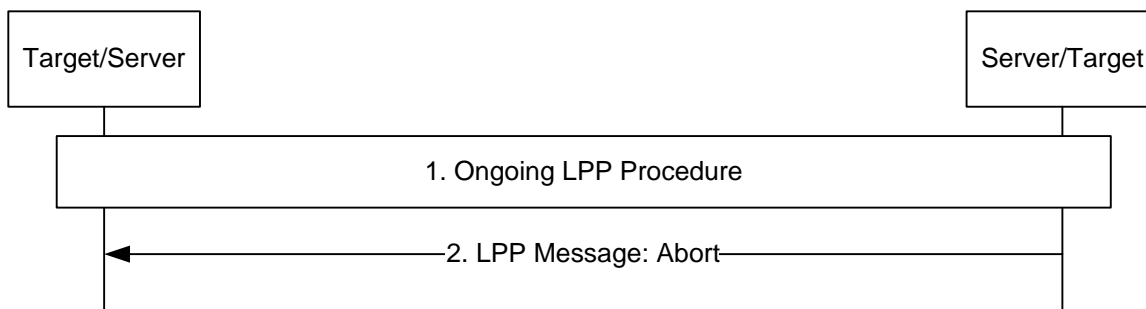 Target/Server
Server/Target
1. Ongoing LPP Procedure
2. LPP Message: Abort